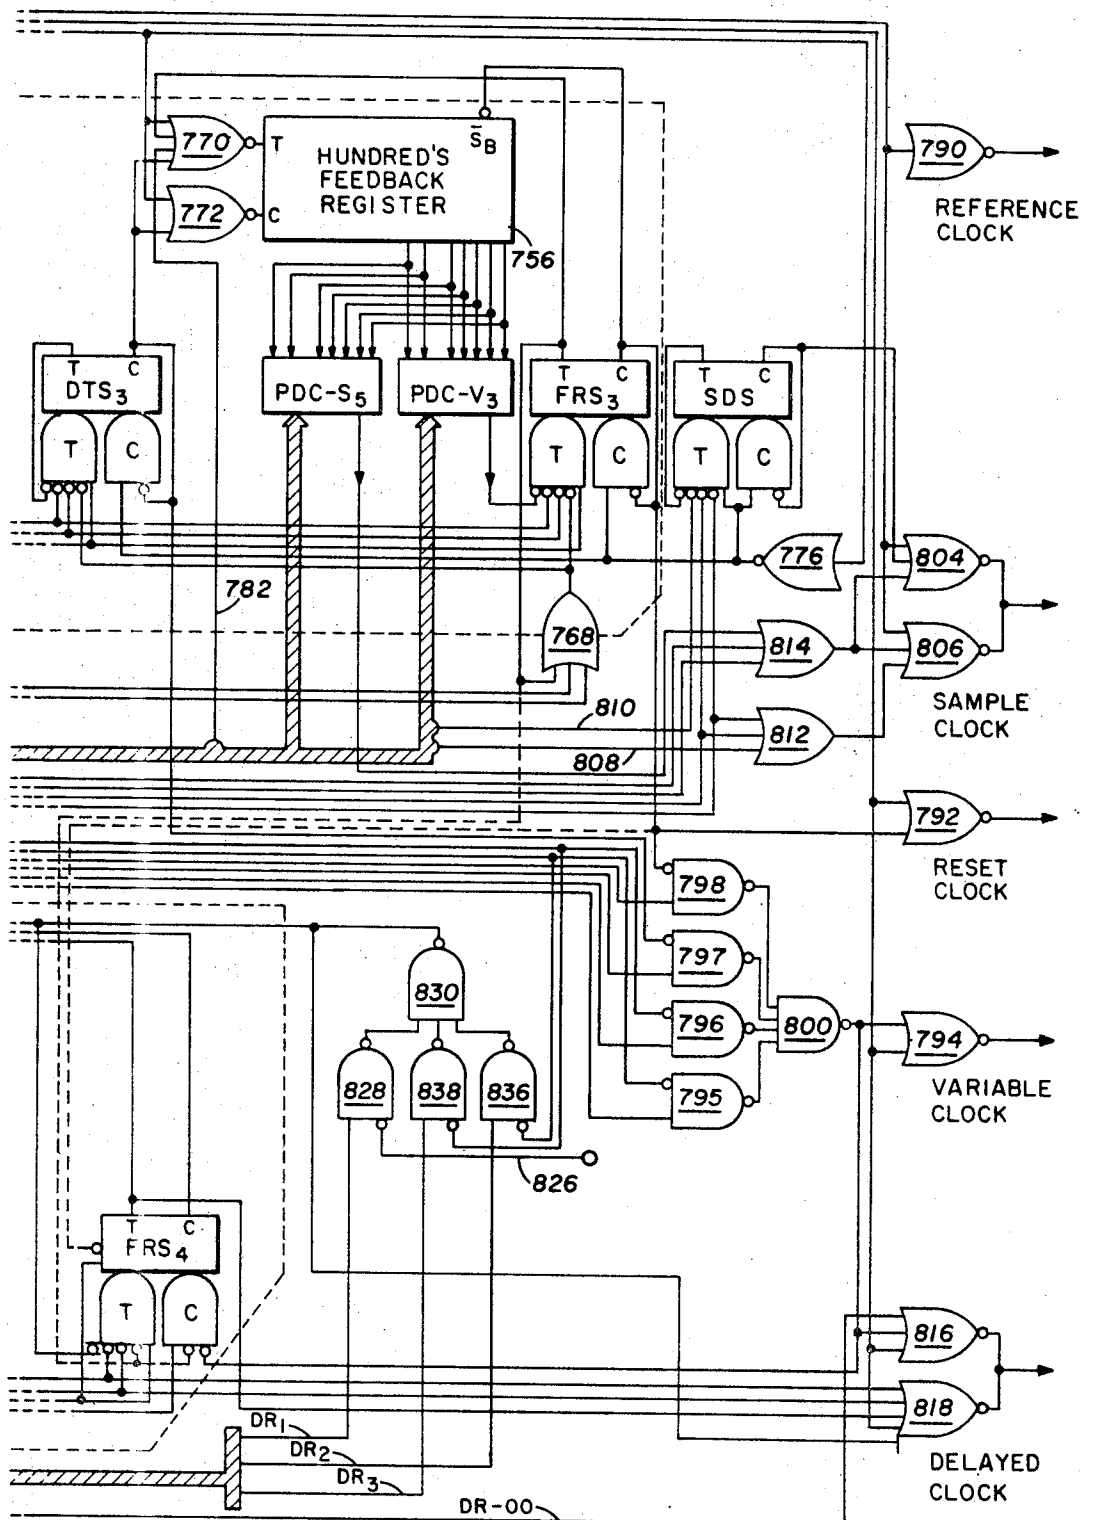 790
REFERENCE
CLOCK
770
T
S̄B
HUNDRED'S
FEEDBACK
REGISTER
772
C
756
T C
DTS3
PDC-S5
PDC-V3
T C
FRS3
T C
SDS
T
C
T
C
T
C
776
804
782
768
814
806
SAMPLE
CLOCK
810
812
808
792
RESET
CLOCK
798
797
830
796
800
794
828
838
836
795
VARIABLE
CLOCK
826
T C
FRS4
T
C
816
818
DR1
DR2
DR3
DELAYED
CLOCK
DR-00